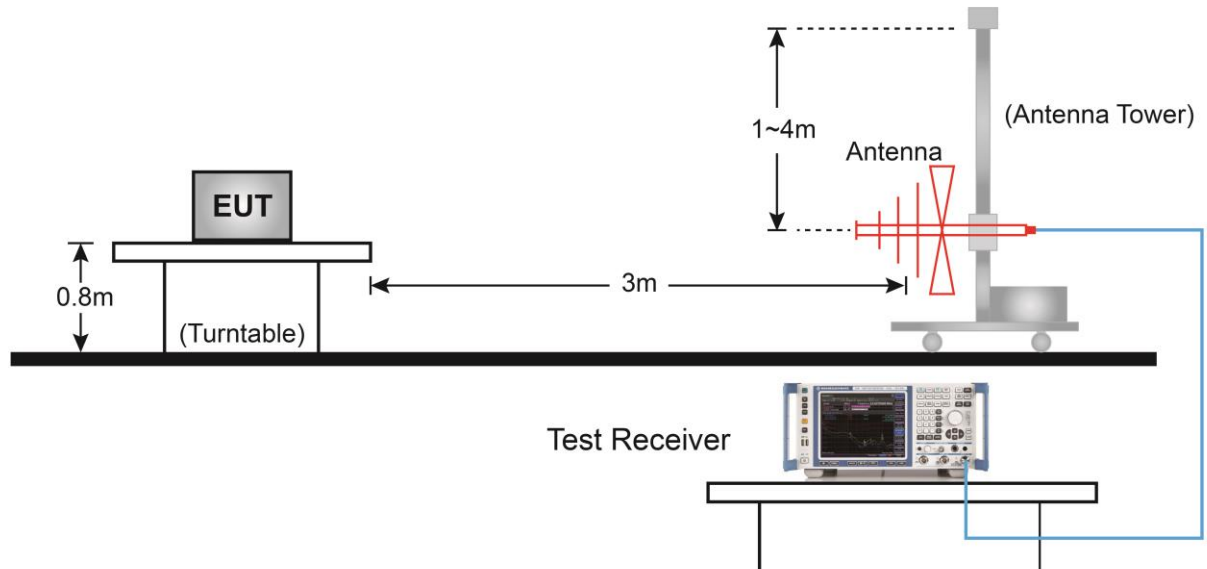 1~4m
(Antenna Tower)
Antenna
EUT
0.8m
3m
(Turntable)
Test Receiver